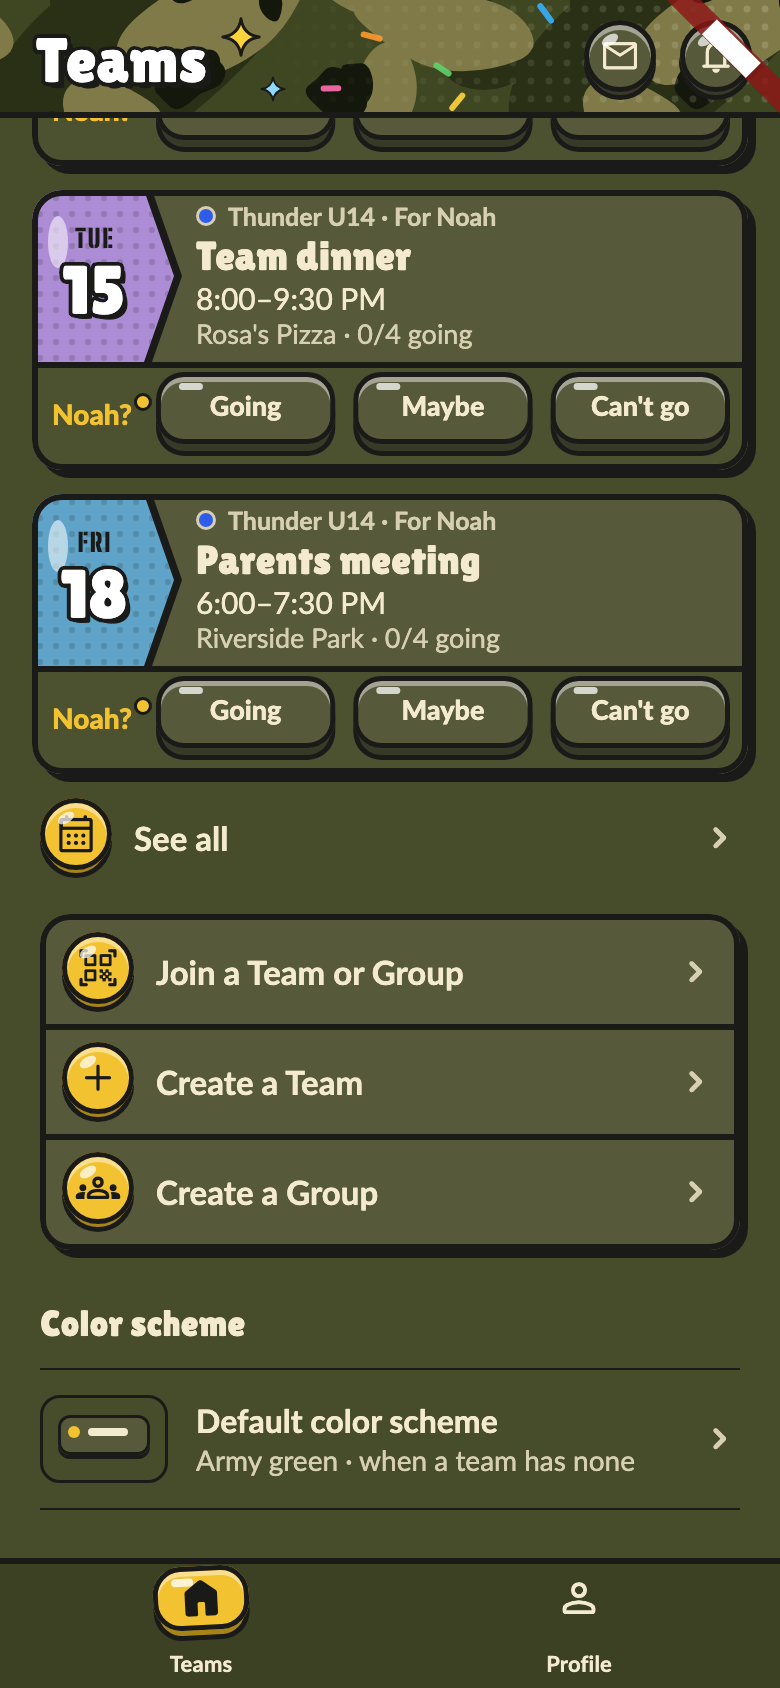 Teams
Noah?
TUE
15
Thunder U14 · For Noah
Team dinner
8:00–9:30 PM
Rosa's Pizza · 0/4 going
Noah?
Going
Maybe
Can't go
FRI
18
Thunder U14 · For Noah
Parents meeting
6:00–7:30 PM
Riverside Park · 0/4 going
Noah?
Going
Maybe
Can't go
See all
Join a Team or Group
Create a Team
Create a Group
Color scheme
Default color scheme
Army green · when a team has none
Teams
Profile